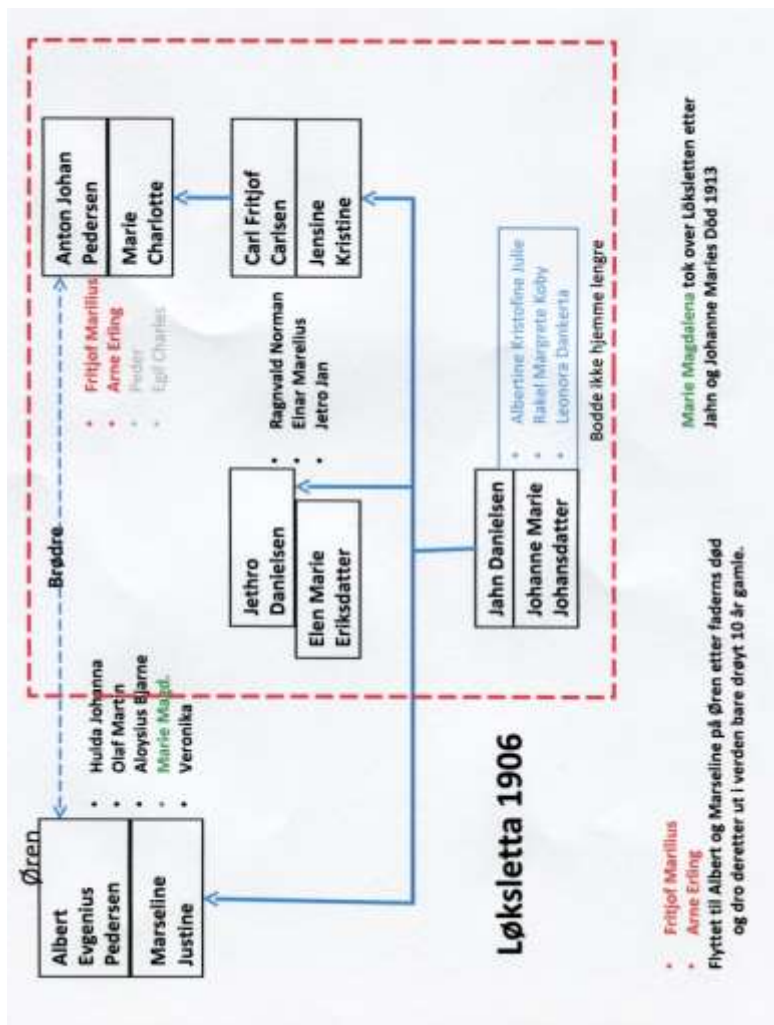 Øren
Albert
Evgenius
Pedersen
Marseline
Justine
• Hulda Johanna
• Olaf Martin
• Aloysius Bjarne
• Marie Magd.
• Veronika
Brødre
Anton Johan
Pedersen
Marie
Charlotte
• Fritjof Marilius
• Arne Erling
• Peder
• Egil Charles
Jethro
Danielsen
Elen Marie
Eriksdatter
• Ragnvald Norman
• Einar Marelius
• Jetro Jan
Carl Fritjof
Carlsen
Jensine
Kristine
Jahn Danielsen
Johanne Marie
Johansdatter
• Albertine Kristofine Julie
• Rakel Margrete Koby
• Leonora Dankerta
Bodde ikke hjemme lengre
Løksletta 1906
• Fritjof Marilius
• Arne Erling
Flyttet til Albert og Marseline på Øren etter faderns død
og dro deretter ut i verden bare drøyt 10 år gamle.
Marie Magdalena tok over Löksletten etter
Jahn og Johanne Maries Död 1913